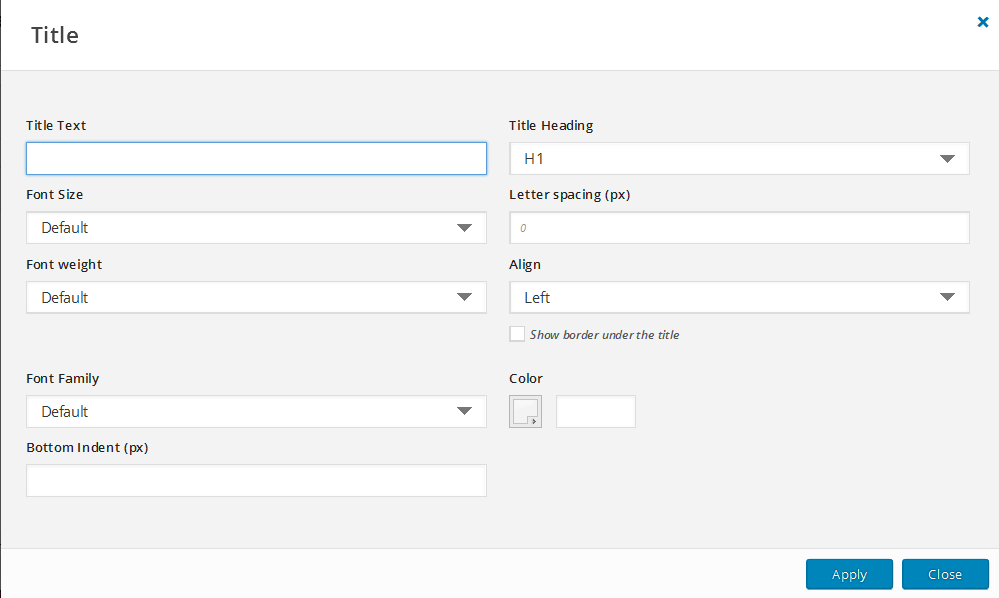 Title
Title Text
Title Heading
H1
Font Size
Letter spacing (px)
Default
0
Font weight
Align
Default
Left
Show border under the title
Font Family
Color
Default
Bottom Indent (px)
Apply
Close